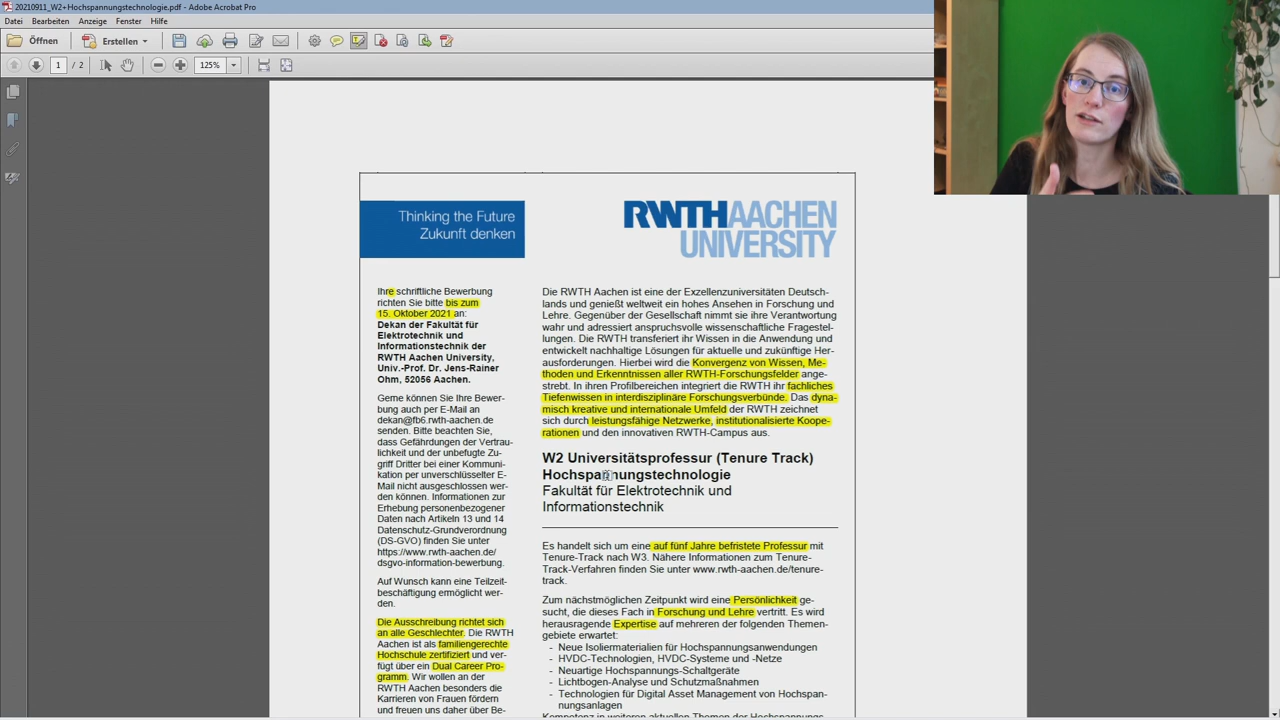 20210911_W2+Hochspannungstechnologie.pdf - Adobe Acrobat Pro
Datei Bearbeiten Anzeige Fenster Hilfe
Öffnen Erstellen
1 / 2 125%
Thinking the Future
Zukunft denken
RWTHAACHEN
UNIVERSITY
Ihre schriftliche Bewerbung
richten Sie bitte bis zum
15. Oktober 2021 an:
Dekan der Fakultät für
Elektrotechnik und
Informationstechnik der
RWTH Aachen University,
Univ.-Prof. Dr. Jens-Rainer
Ohm, 52056 Aachen.
Gerne können Sie Ihre Bewer-
bung auch per E-Mail an
dekan@fb6.rwth-aachen.de
senden. Bitte beachten Sie,
dass Gefährdungen der Vertrau-
lichkeit und der unbefugte Zu-
griff Dritter bei einer Kommuni-
kation per unverschlüsselter E-
Mail nicht ausgeschlossen wer-
den können. Informationen zur
Erhebung personenbezogener
Daten nach Artikeln 13 und 14
Datenschutz-Grundverordnung
(DS-GVO) finden Sie unter
https://www.rwth-aachen.de/
dsgvo-information-bewerbung.
Auf Wunsch kann eine Teilzeit-
beschäftigung ermöglicht wer-
den.
Die Ausschreibung richtet sich
an alle Geschlechter. Die RWTH
Aachen ist als familiengerechte
Hochschule zertifiziert und ver-
fügt über ein Dual Career Pro-
gramm. Wir wollen an der
RWTH Aachen besonders die
Karrieren von Frauen fördern
und freuen uns daher über Be-
Die RWTH Aachen ist eine der Exzellenzuniversitäten Deutsch-
lands und genießt weltweit ein hohes Ansehen in Forschung und
Lehre. Gegenüber der Gesellschaft nimmt sie ihre Verantwortung
wahr und adressiert anspruchsvolle wissenschaftliche Fragestel-
lungen. Die RWTH transferiert ihr Wissen in die Anwendung und
entwickelt nachhaltige Lösungen für aktuelle und zukünftige Her-
ausforderungen. Hierbei wird die Konvergenz von Wissen, Me-
thoden und Erkenntnissen aller RWTH-Forschungsfelder ange-
strebt. In ihren Profilbereichen integriert die RWTH ihr fachliches
Tiefenwissen in interdisziplinäre Forschungsverbünde. Das dyna-
misch kreative und internationale Umfeld der RWTH zeichnet
sich durch leistungsfähige Netzwerke, institutionalisierte Koope-
rationen und den innovativen RWTH-Campus aus.
W2 Universitätsprofessur (Tenure Track)
Hochspannungstechnologie
Fakultät für Elektrotechnik und
Informationstechnik
Es handelt sich um eine auf fünf Jahre befristete Professur mit
Tenure-Track nach W3. Nähere Informationen zum Tenure-
Track-Verfahren finden Sie unter www.rwth-aachen.de/tenure-
track.
Zum nächstmöglichen Zeitpunkt wird eine Persönlichkeit ge-
sucht, die dieses Fach in Forschung und Lehre vertritt. Es wird
herausragende Expertise auf mehreren der folgenden Themen-
gebiete erwartet:
- Neue Isoliermaterialien für Hochspannungsanwendungen
- HVDC-Technologien, HVDC-Systeme und -Netze
- Neuartige Hochspannungs-Schaltgeräte
- Lichtbogen-Analyse und Schutzmaßnahmen
- Technologien für Digital Asset Management von Hochspan-
nungsanlagen
Kompetenz in weiteren aktuellen Themen der Hochspannungs-